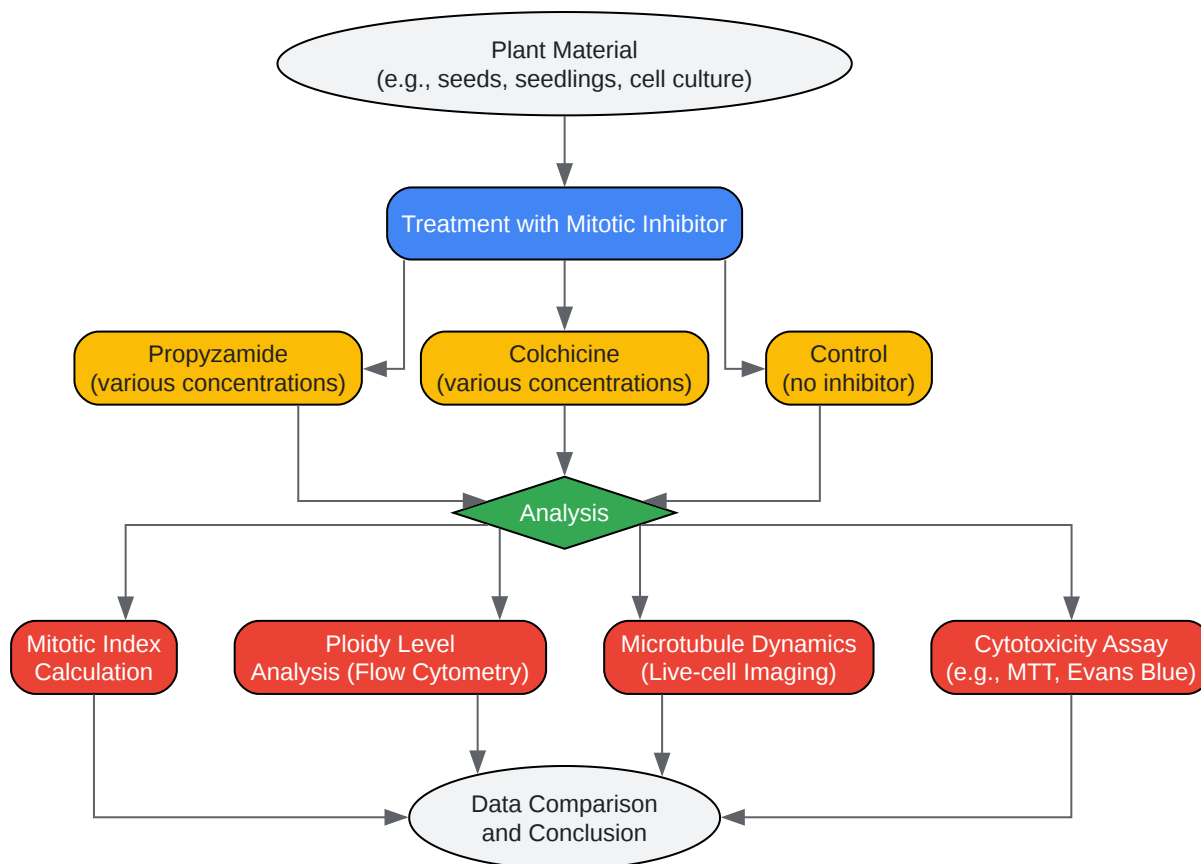 Plant Material
(e.g., seeds, seedlings, cell culture)
Treatment with Mitotic Inhibitor
Propyzamide
(various concentrations)
Colchicine
(various concentrations)
Control
(no inhibitor)
Analysis
Mitotic Index
Calculation
Ploidy Level
Analysis (Flow Cytometry)
Microtubule Dynamics
(Live-cell Imaging)
Cytotoxicity Assay
(e.g., MTT, Evans Blue)
Data Comparison
and Conclusion